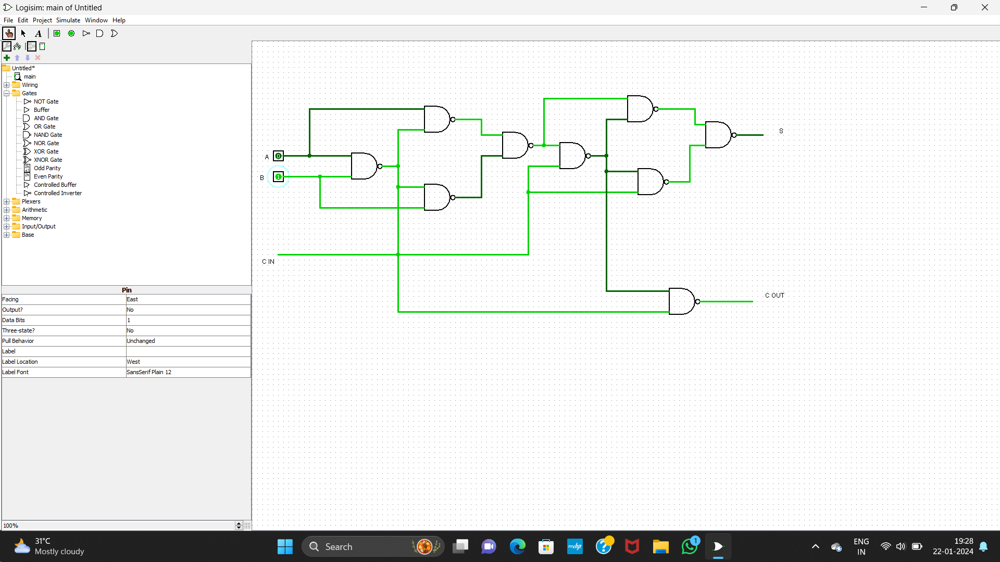 Logisim: main of Untitled
File Edit Project Simulate Window Help
A
Untitled*
main
Wiring
Gates
NOT Gate
Buffer
AND Gate
OR Gate
NAND Gate
NOR Gate
XOR Gate
XNOR Gate
Odd Parity
Even Parity
Controlled Buffer
Controlled Inverter
Plexers
Arithmetic
Memory
Input/Output
Base
Pin
Facing East
Output? No
Data Bits 1
Three-state? No
Pull Behavior Unchanged
Label
Label Location West
Label Font SansSerif Plain 12
100%
A 0
B 1
C IN
S
C OUT
31°C
Mostly cloudy
Search
myhp
1
ENG
IN
19:28
22-01-2024